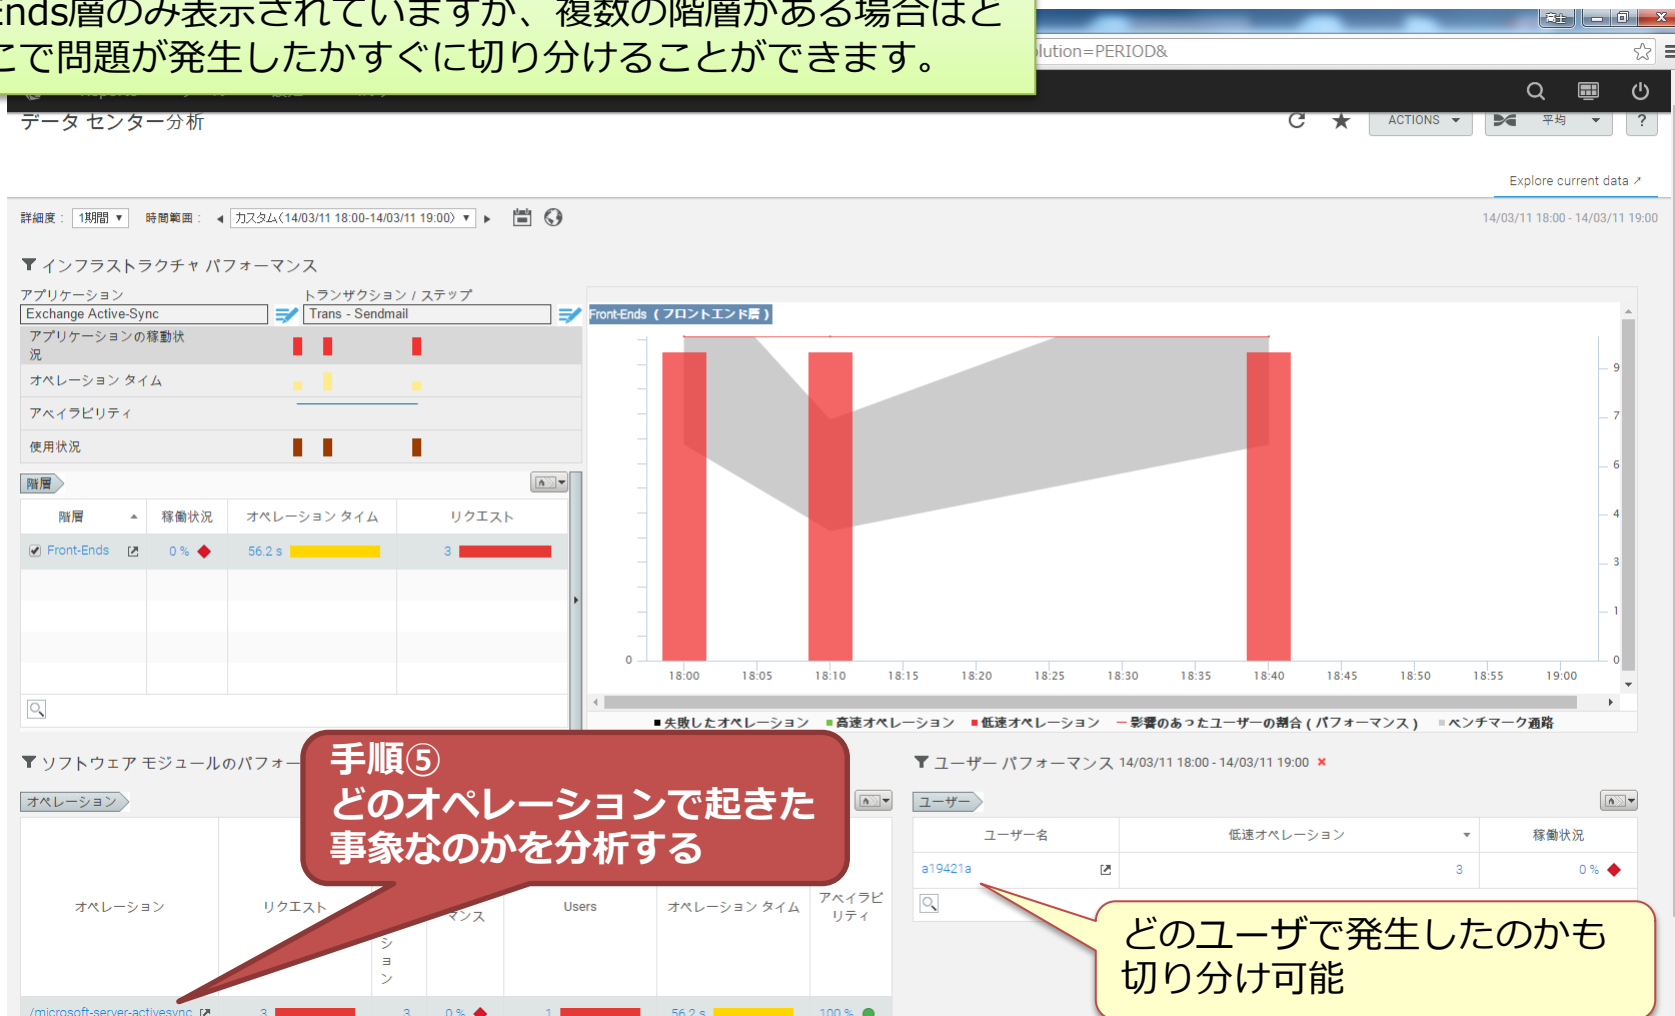 Ends層のみ表示されていますが、複数の階層がある場合はど
こで問題が発生したかすぐに切り分けることができます。
高士
lution=PERIOD&
データ センター分析
ACTIONS
平均
?
Explore current data
詳細度 :
1期間
時間範囲 :
カスタム(14/03/11 18:00-14/03/11 19:00)
14/03/11 18:00 - 14/03/11 19:00
インフラストラクチャ パフォーマンス
アプリケーション
トランザクション / ステップ
Exchange Active-Sync
Trans - Sendmail
アプリケーションの稼動状
況
オペレーション タイム
アベイラビリティ
使用状況
階層
階層 稼働状況 オペレーション タイム リクエスト
Front-Ends 0 % 56.2 s 3
Front-Ends ( フロントエンド層 )
9
7
6
4
3
1
0
0
18:00 18:05 18:10 18:15 18:20 18:25 18:30 18:35 18:40 18:45 18:50 18:55 19:00
失敗したオペレーション 高速オペレーション 低速オペレーション 影響のあったユーザーの割合 ( パフォーマンス ) ベンチマーク通路
ソフトウェア モジュールのパフォー
手順⑤
どのオペレーションで起きた
事象なのかを分析する
オペレーション
オペレーション リクエスト
ション
マンス
Users オペレーション タイム
アベイラビ
リティ
/microsoft-server-activesync 3 3 0 % 1 56.2 s 100 %
ユーザー パフォーマンス 14/03/11 18:00 - 14/03/11 19:00
ユーザー
ユーザー名 低速オペレーション 稼働状況
a19421a 3 0 %
どのユーザで発生したのかも
切り分け可能